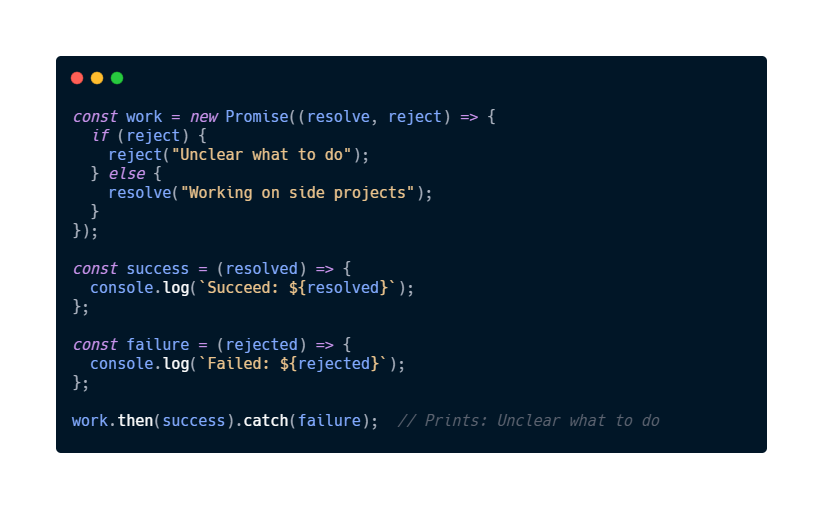 const work = new Promise((resolve, reject) => {
  if (reject) {
    reject("Unclear what to do");
  } else {
    resolve("Working on side projects");
  }
});

const success = (resolved) => {
  console.log(`Succeed: ${resolved}`);
};

const failure = (rejected) => {
  console.log(`Failed: ${rejected}`);
};

work.then(success).catch(failure);  // Prints: Unclear what to do